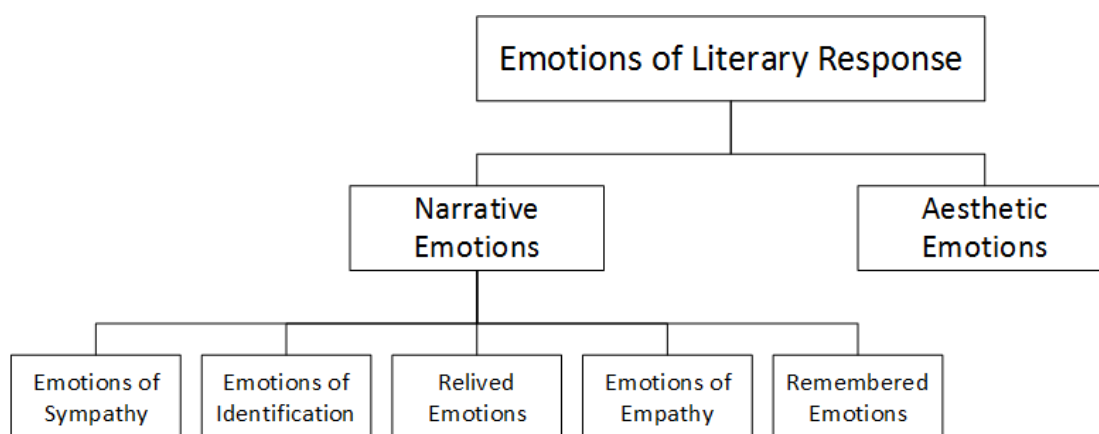 Emotions of Literary Response
Narrative
Emotions
Aesthetic
Emotions
Emotions of
Sympathy
Emotions of
Identification
Relived
Emotions
Emotions of
Empathy
Remembered
Emotions